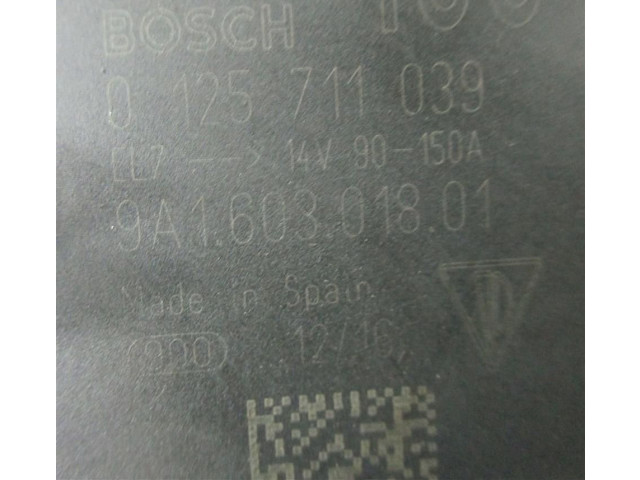 BOSCH
0 125 711 039
EL7 --> 14V 90-150A
9A1.603.018.01
Made in Spain
12/16